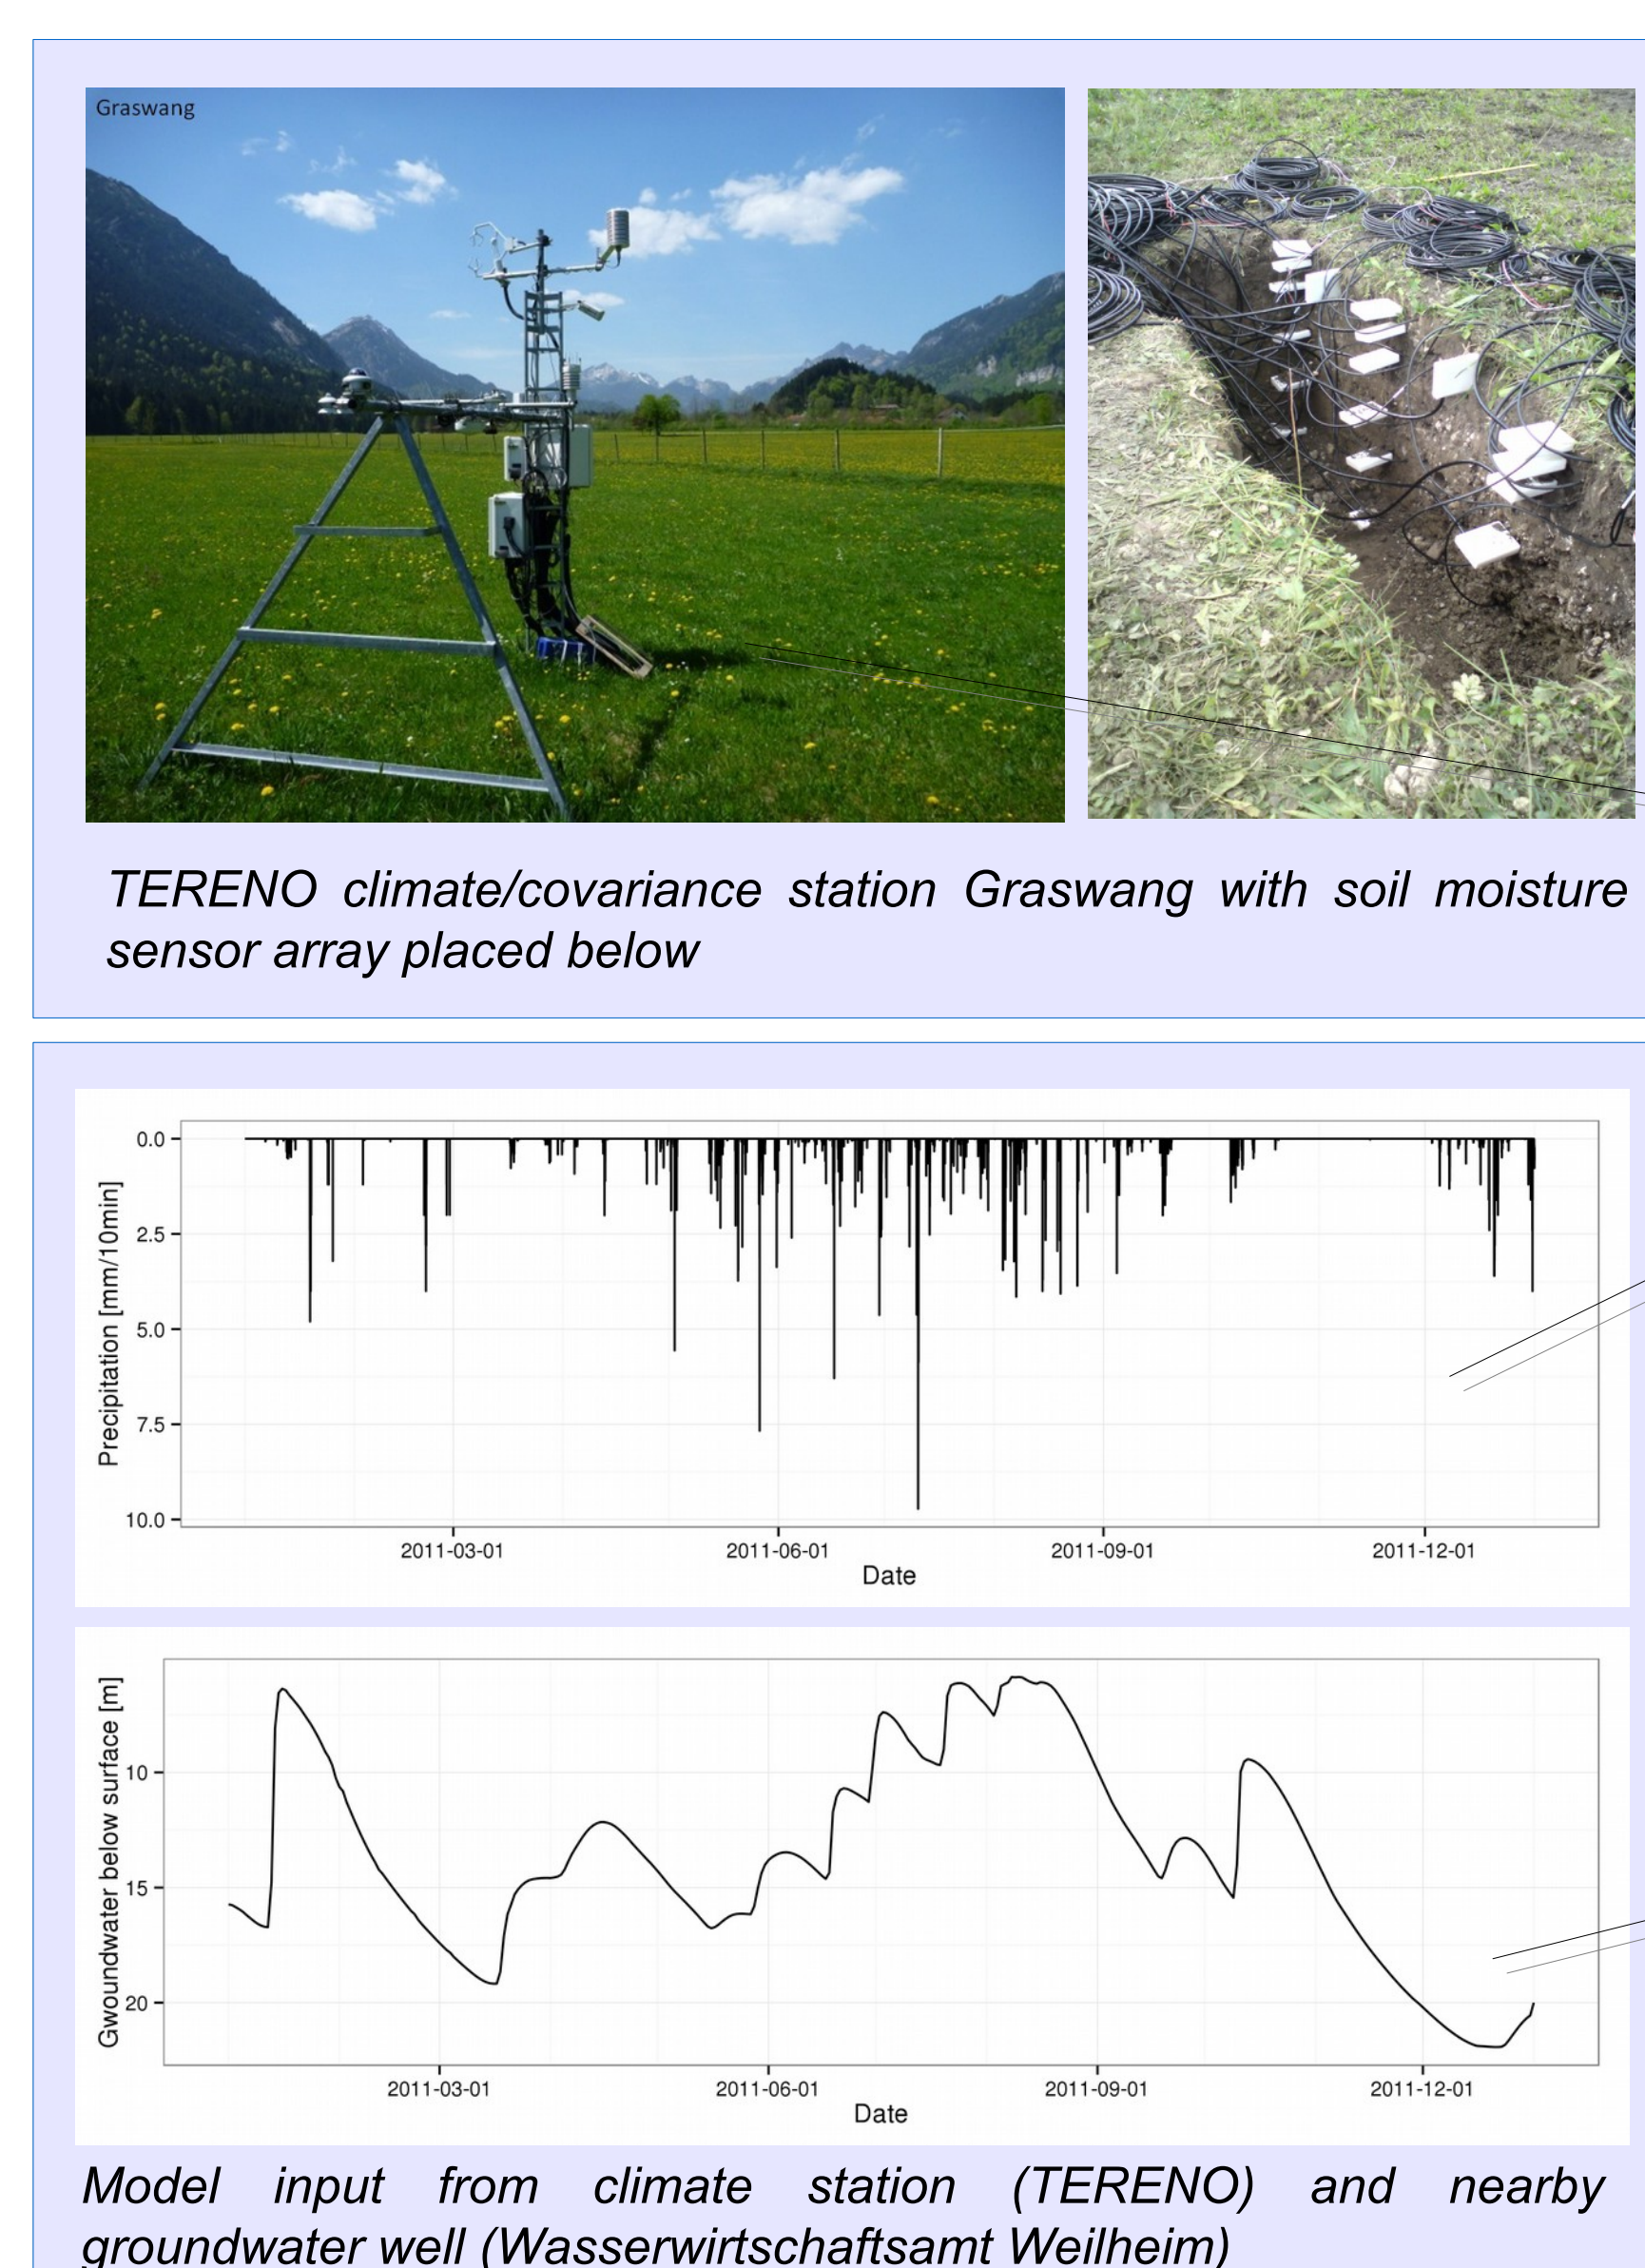 Graswang
TERENO climate/covariance station Graswang with soil moisture
sensor array placed below
Precipitation [mm/10min]
0.0
2.5
5.0
7.5
10.0
2011-03-01
2011-06-01
2011-09-01
2011-12-01
Date
Gwoundwater below surface [m]
10
15
20
2011-03-01
2011-06-01
2011-09-01
2011-12-01
Date
Model input from climate station (TERENO) and nearby
groundwater well (Wasserwirtschaftsamt Weilheim)